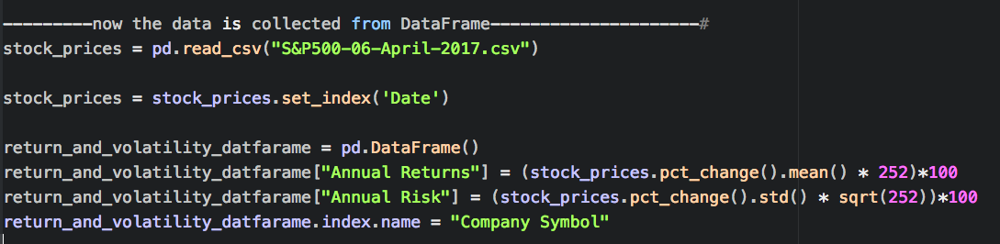 ---------now the data is collected from DataFrame---------------------#
stock_prices = pd.read_csv("S&P500-06-April-2017.csv")
stock_prices = stock_prices.set_index('Date')
return_and_volatility_datfarame = pd.DataFrame()
return_and_volatility_datfarame["Annual Returns"] = (stock_prices.pct_change().mean() * 252)*100
return_and_volatility_datfarame["Annual Risk"] = (stock_prices.pct_change().std() * sqrt(252))*100
return_and_volatility_datfarame.index.name = "Company Symbol"